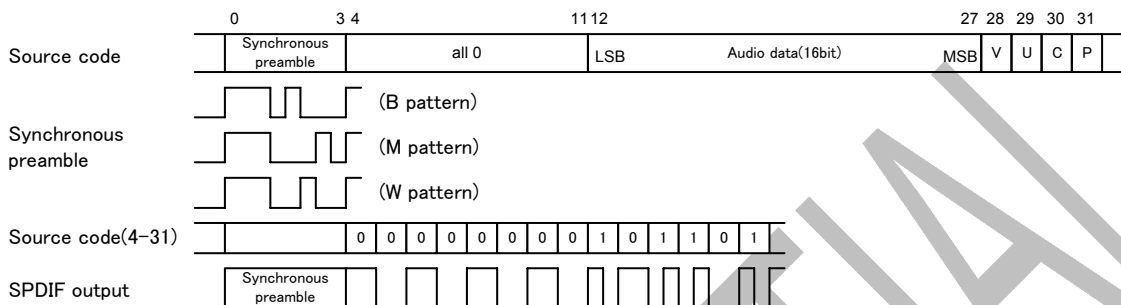 0 3 4 11 12 27 28 29 30 31
Source code Synchronous preamble all 0 LSB Audio data(16bit) MSB V U C P
(B pattern)
Synchronous preamble
(M pattern)
(W pattern)
Source code(4-31) 0 0 0 0 0 0 0 0 1 0 1 1 0 1
SPDIF output Synchronous preamble